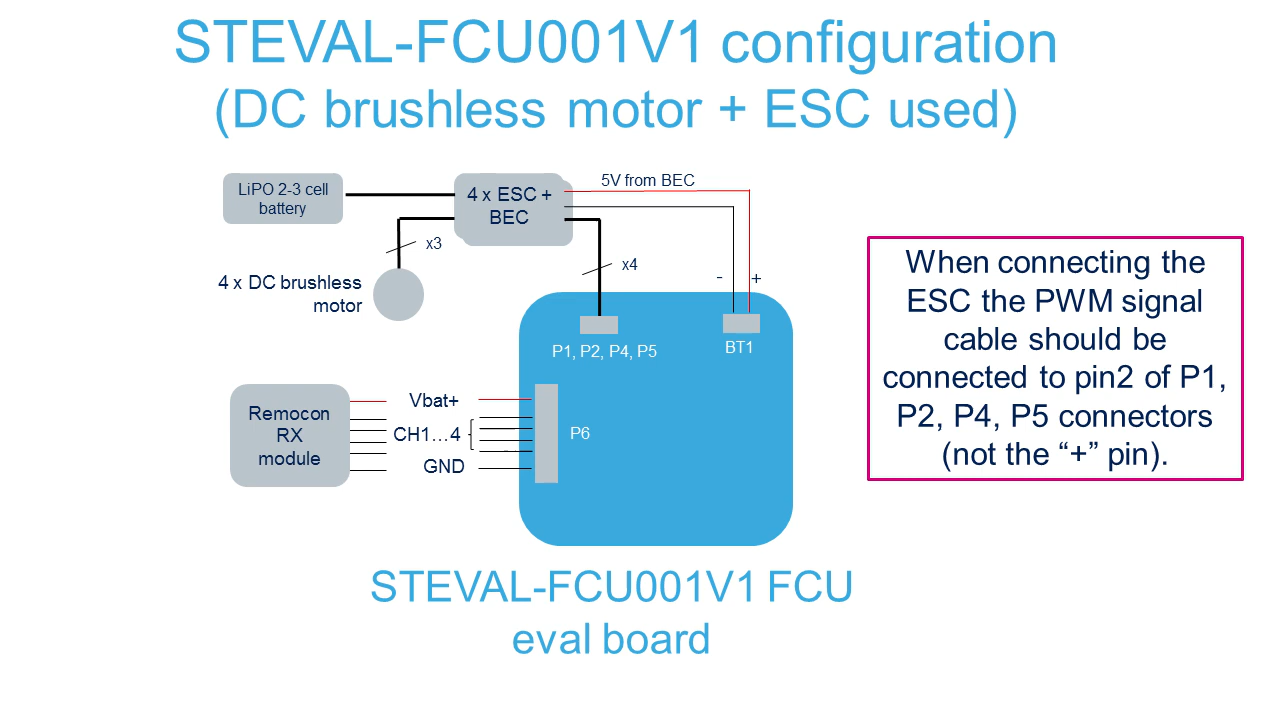 STEVAL-FCU001V1 configuration
(DC brushless motor + ESC used)
LiPO 2-3 cell
battery
4 x ESC +
BEC
5V from BEC
x3
x4
4 x DC brushless
motor
-
+
P1, P2, P4, P5
BT1
Remocon
RX
module
Vbat+
CH1…4
GND
P6
When connecting the
ESC the PWM signal
cable should be
connected to pin2 of P1,
P2, P4, P5 connectors
(not the “+” pin).
STEVAL-FCU001V1 FCU
eval board